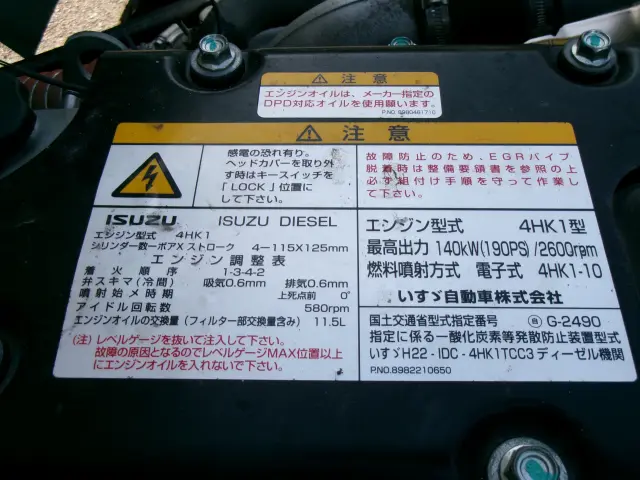 注意
エンジンオイルは、メーカー指定の
DPD対応オイルを使用願います。
P.NO.8980461710
注意
感電の恐れ有り。
ヘッドカバーを取り外
す時はキースイッチを
「LOCK」位置に
して下さい。
故障防止のため、EGRパイプ
脱着時は整備要領書を参照の上
必ず組付け手順を守って作業し
て下さい。
ISUZU ISUZU DIESEL
エンジン型式 4HK1
シリンダー数ーボアXストローク 4ー115X125mm
エンジン調整表
着火順序 1-3-4-2
弁スキマ(冷間) 吸気0.6mm 排気0.6mm
噴射始メ時期 上死点前 0°
アイドル回転数 580rpm
エンジンオイルの交換量(フィルター部交換量含み) 11.5L
(注)レベルゲージを抜いて注入して下さい。
故障の原因となるのでレベルゲージMAX位置以上
にエンジンオイルを入れないで下さい。
エンジン型式 4HK1型
最高出力 140kW(190PS)/2600rpm
燃料噴射方式 電子式 4HK1-10
いすゞ自動車株式会社
国土交通省型式指定番号 G-2490
指定に係る一酸化炭素等発散防止装置型式
いすゞH22-IDC-4HK1TCC3ディーゼル機関
P.NO.8982210650